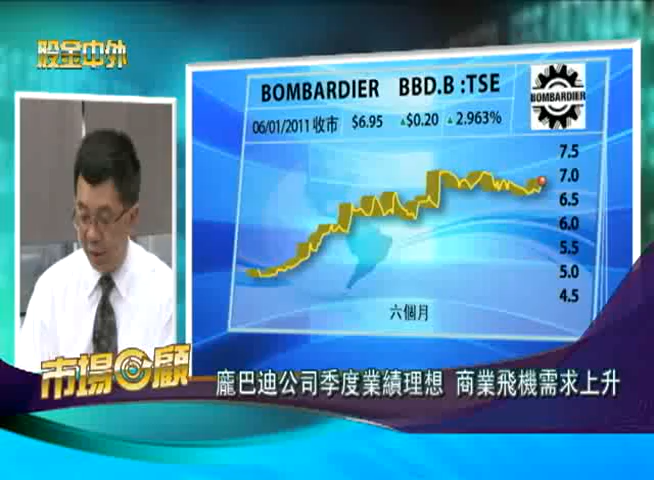 股金中外
BOMBARDIER BBD.B :TSE
BOMBARDIER
06/01/2011 收市 $6.95 ▲$0.20 ▲2.963%
7.5
7.0
6.5
6.0
5.5
5.0
4.5
六個月
市場回顧
龐巴迪公司季度業績理想 商業飛機需求上升